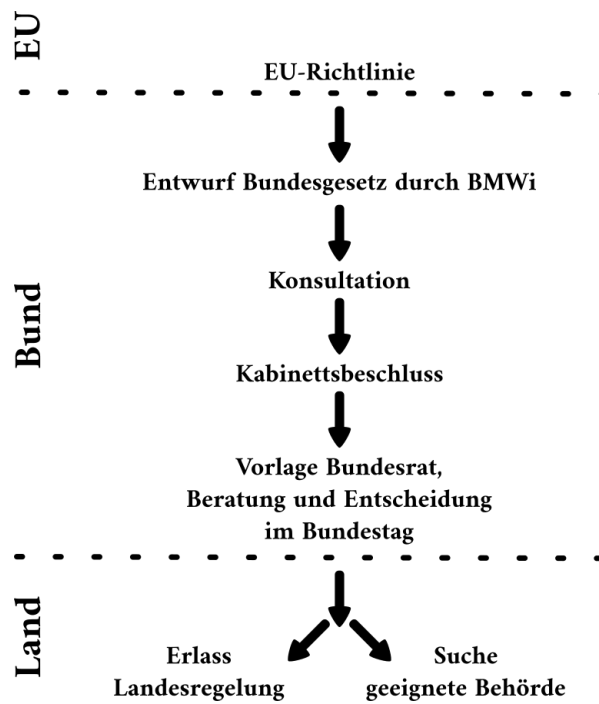 EU
EU-Richtlinie
Bund
Entwurf Bundesgesetz durch BMWi
Konsultation
Kabinettsbeschluss
Vorlage Bundesrat,
Beratung und Entscheidung
im Bundestag
Land
Erlass
Landesregelung
Suche
geeignete Behörde